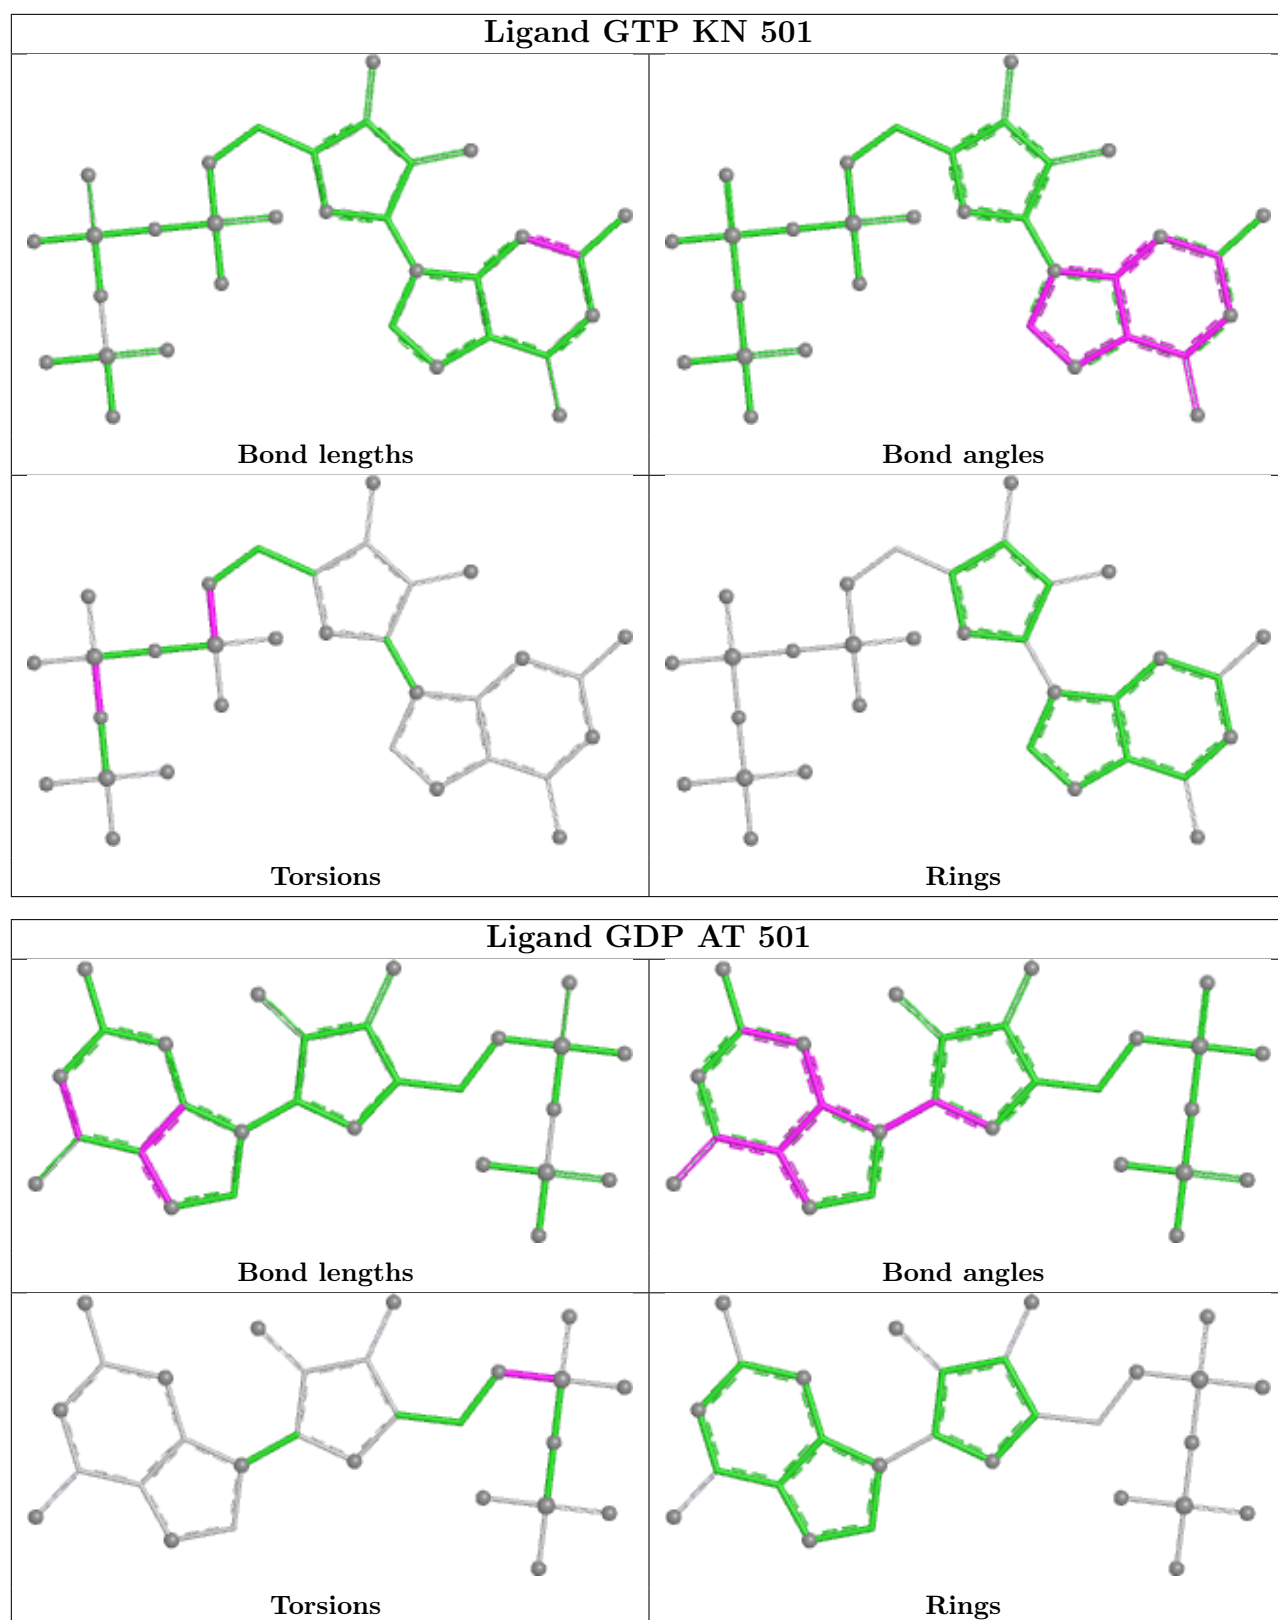 Ligand GTP KN 501
Bond lengths
Bond angles
Torsions
Rings
Ligand GDP AT 501
Bond lengths
Bond angles
Torsions
Rings